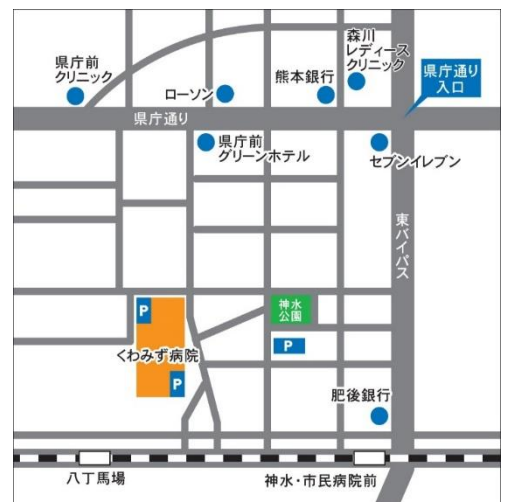 森川
レディース
クリニック
県庁前
クリニック
ローソン
熊本銀行
県庁通り
入口
県庁通り
県庁前
グリーンホテル
セブンイレブン
東バイパス
P
神水
公園
P
くわみず病院
P
肥後銀行
八丁馬場
神水・市民病院前